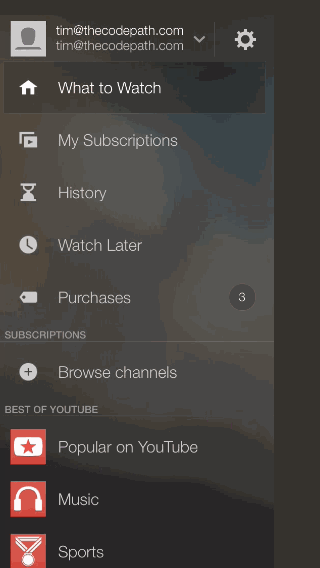 tim@thecodepath.com
tim@thecodepath.com
What to Watch
My Subscriptions
History
Watch Later
Purchases 3
SUBSCRIPTIONS
Browse channels
BEST OF YOUTUBE
Popular on YouTube
Music
Sports